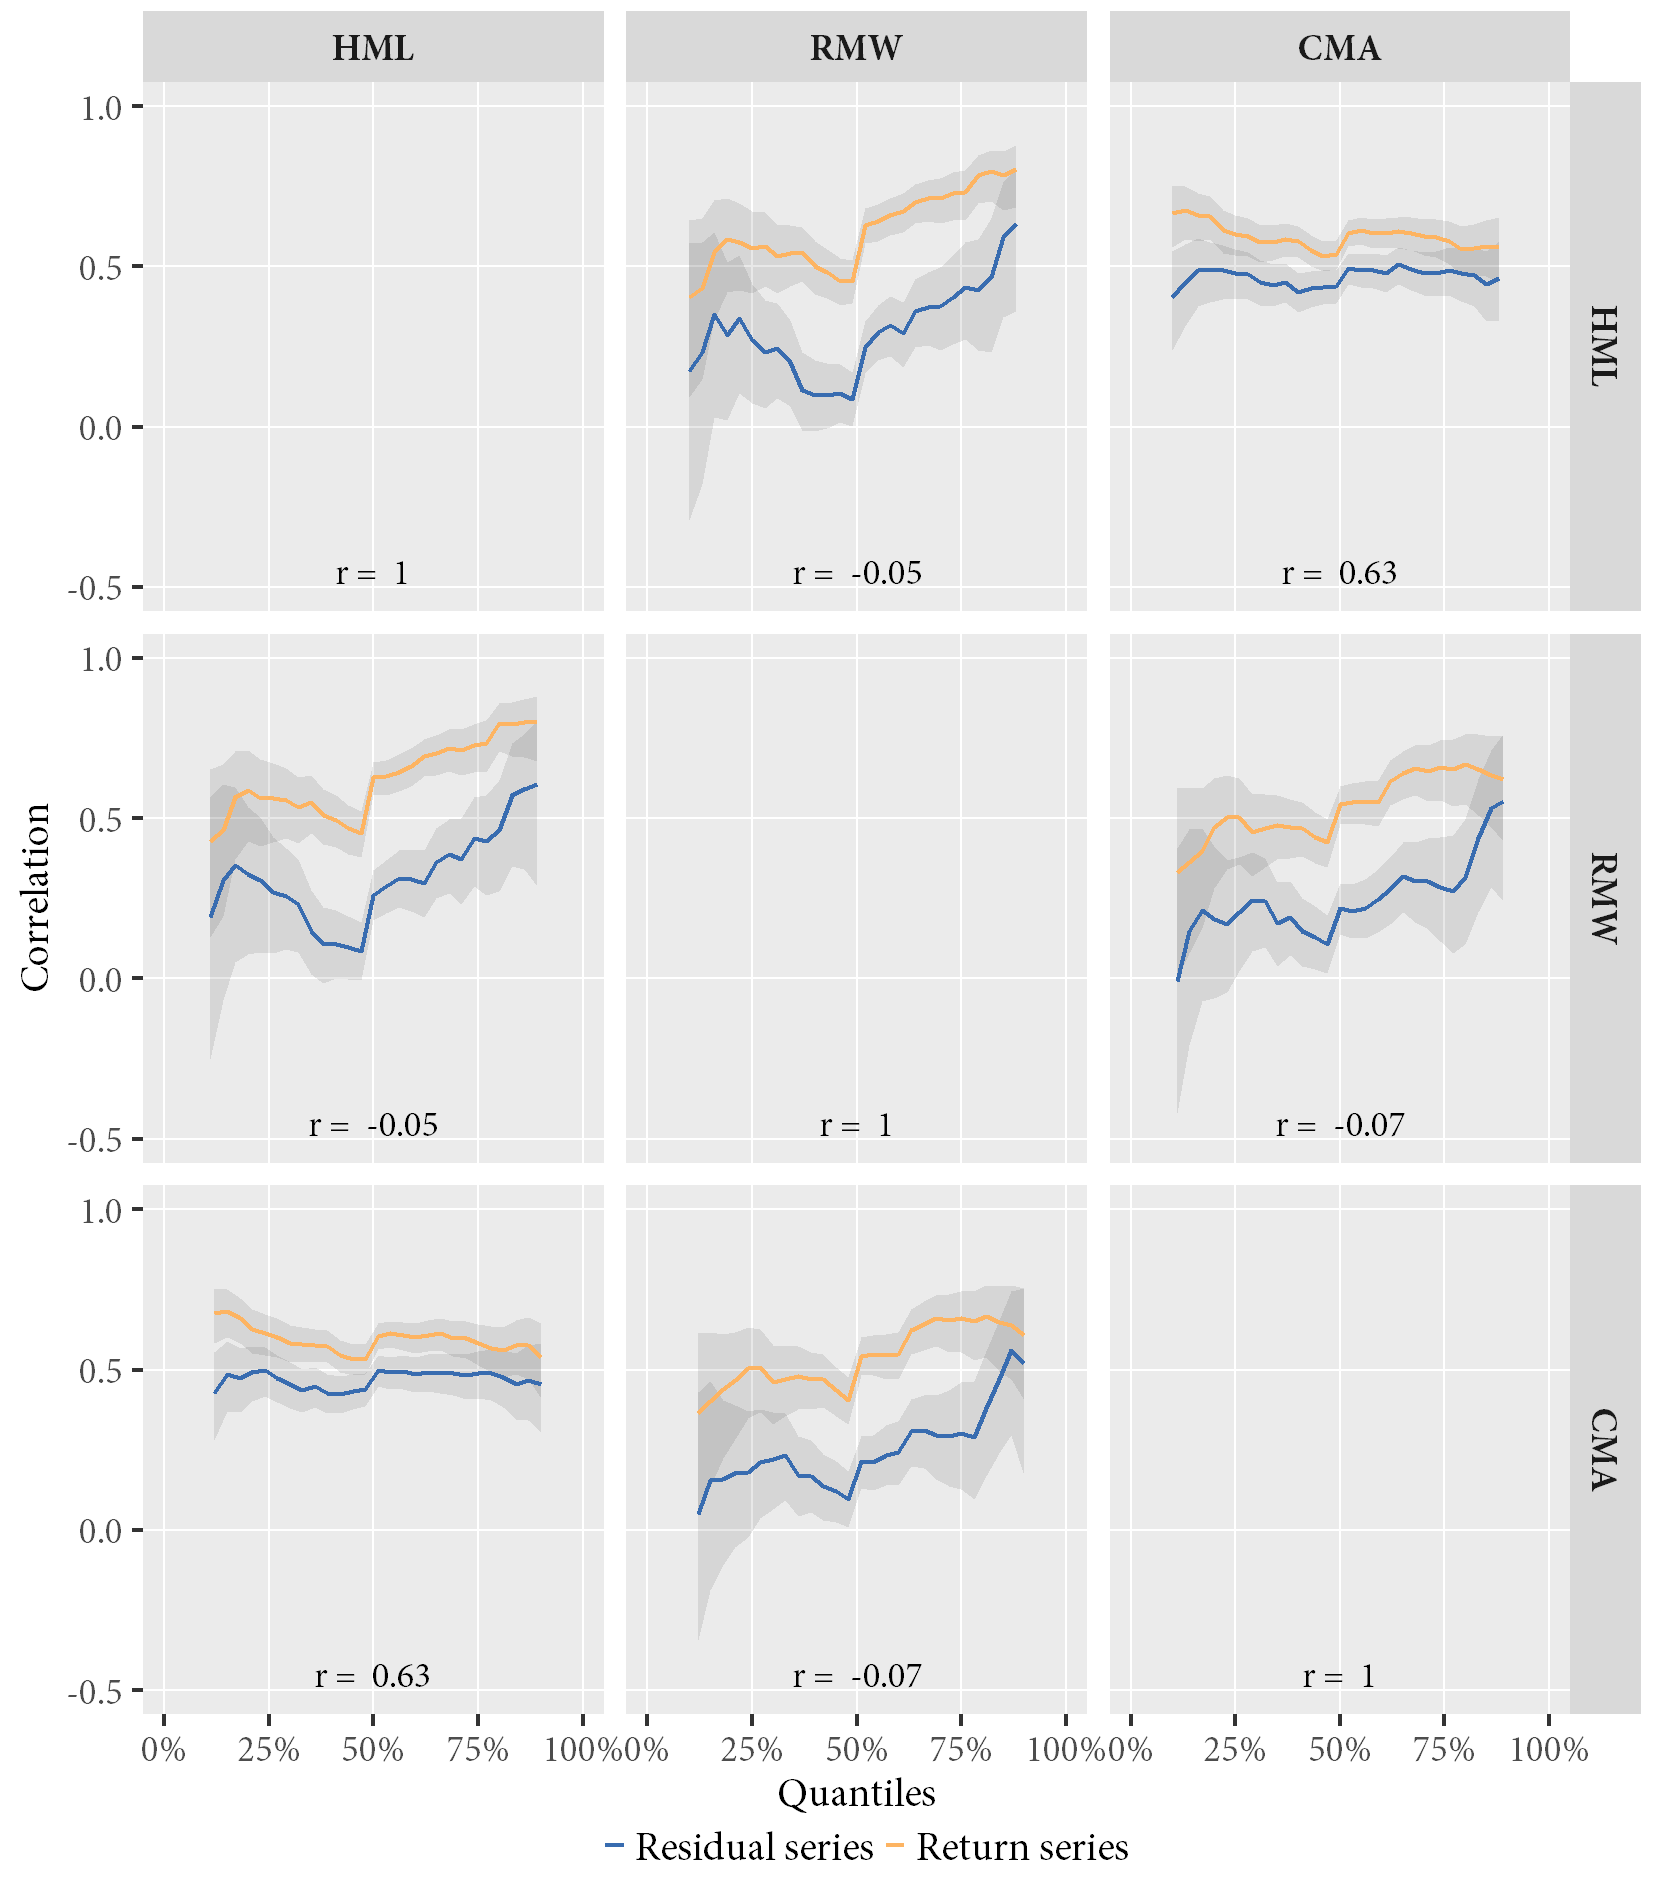 HML RMW CMA
1.0
0.5
0.0
-0.5
r = 1
r = -0.05
r = 0.63
HML
1.0
0.5
0.0
-0.5
r = -0.05
r = 1
r = -0.07
RMW
1.0
0.5
0.0
-0.5
r = 0.63
r = -0.07
r = 1
CMA
Correlation
0% 25% 50% 75% 100% 0% 25% 50% 75% 100% 0% 25% 50% 75% 100%
Quantiles
Residual series Return series